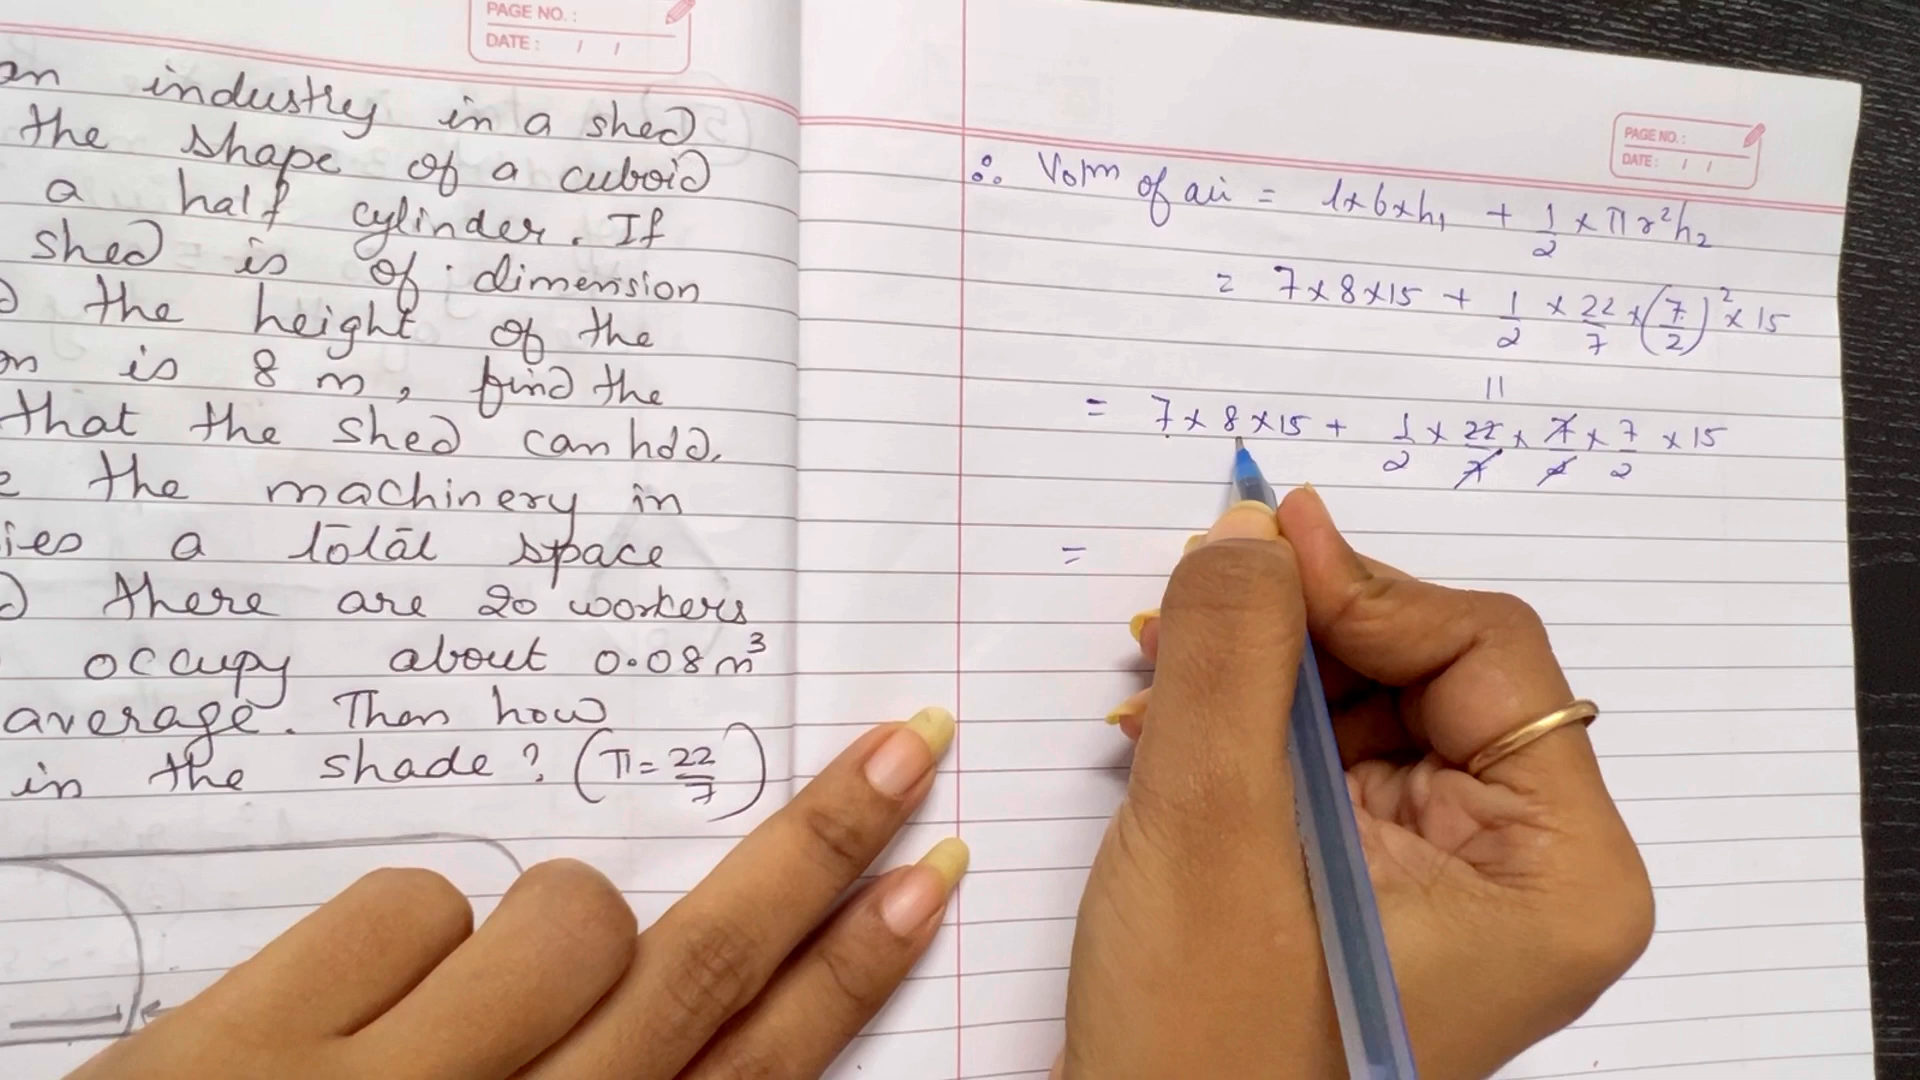 PAGE NO. :
DATE : / /
an industry in a shed
the shape of a cuboid
a half cylinder. If
shed is of dimension
the height of the
is 8 m, find the
that the shed can hdd.
the machinery in
ies a total space
there are 20 workers
occupy about 0.08 m³
average. Then how
in the shade? (π = 22/7)
PAGE NO. :
DATE : / /
∴ Volm of air = l×b×h₁ + 1/2 × πr²h₂
= 7×8×15 + 1/2 × 22/7 × (7/2)² × 15
11
= 7×8×15 + 1/2 × 22/7 × 7/2 × 7/2 × 15
=